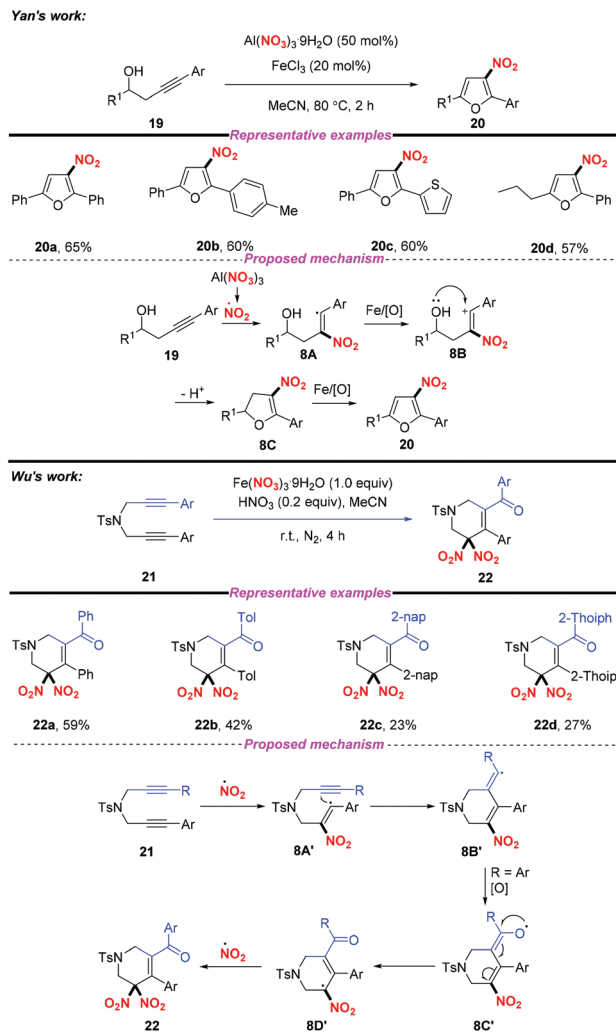 Yan's work:
Al(NO₃)₃·9H₂O (50 mol%)
FeCl₃ (20 mol%)
MeCN, 80 °C, 2 h
OH
R¹
Ar
19
NO₂
R¹
O
Ar
20
Representative examples
NO₂
Ph
O
Ph
20a, 65%
NO₂
Ph
O
Me
20b, 60%
NO₂
Ph
O
S
20c, 60%
NO₂
O
Ph
20d, 57%
Proposed mechanism
Al(NO₃)₃
NO₂
OH
R¹
Ar
19
OH
R¹
Ar
NO₂
8A
Fe/[O]
OH
R¹
Ar
+
NO₂
8B
- H⁺
NO₂
R¹
O
Ar
8C
Fe/[O]
NO₂
R¹
O
Ar
20
Wu's work:
Fe(NO₃)₃·9H₂O (1.0 equiv)
HNO₃ (0.2 equiv), MeCN
r.t., N₂, 4 h
Ar
TsN
Ar
21
Ar
O
TsN
Ar
NO₂ NO₂
22
Representative examples
Ph
O
TsN
Ph
NO₂ NO₂
22a, 59%
Tol
O
TsN
Tol
NO₂ NO₂
22b, 42%
2-nap
O
TsN
2-nap
NO₂ NO₂
22c, 23%
2-Thoiph
O
TsN
2-Thoip
NO₂ NO₂
22d, 27%
Proposed mechanism
R
TsN
Ar
21
NO₂
R
TsN
Ar
NO₂
8A'
R
TsN
Ar
NO₂
8B'
R = Ar
[O]
R
O
TsN
Ar
NO₂
8C'
R
O
TsN
Ar
NO₂
8D'
NO₂
Ar
O
TsN
Ar
NO₂ NO₂
22